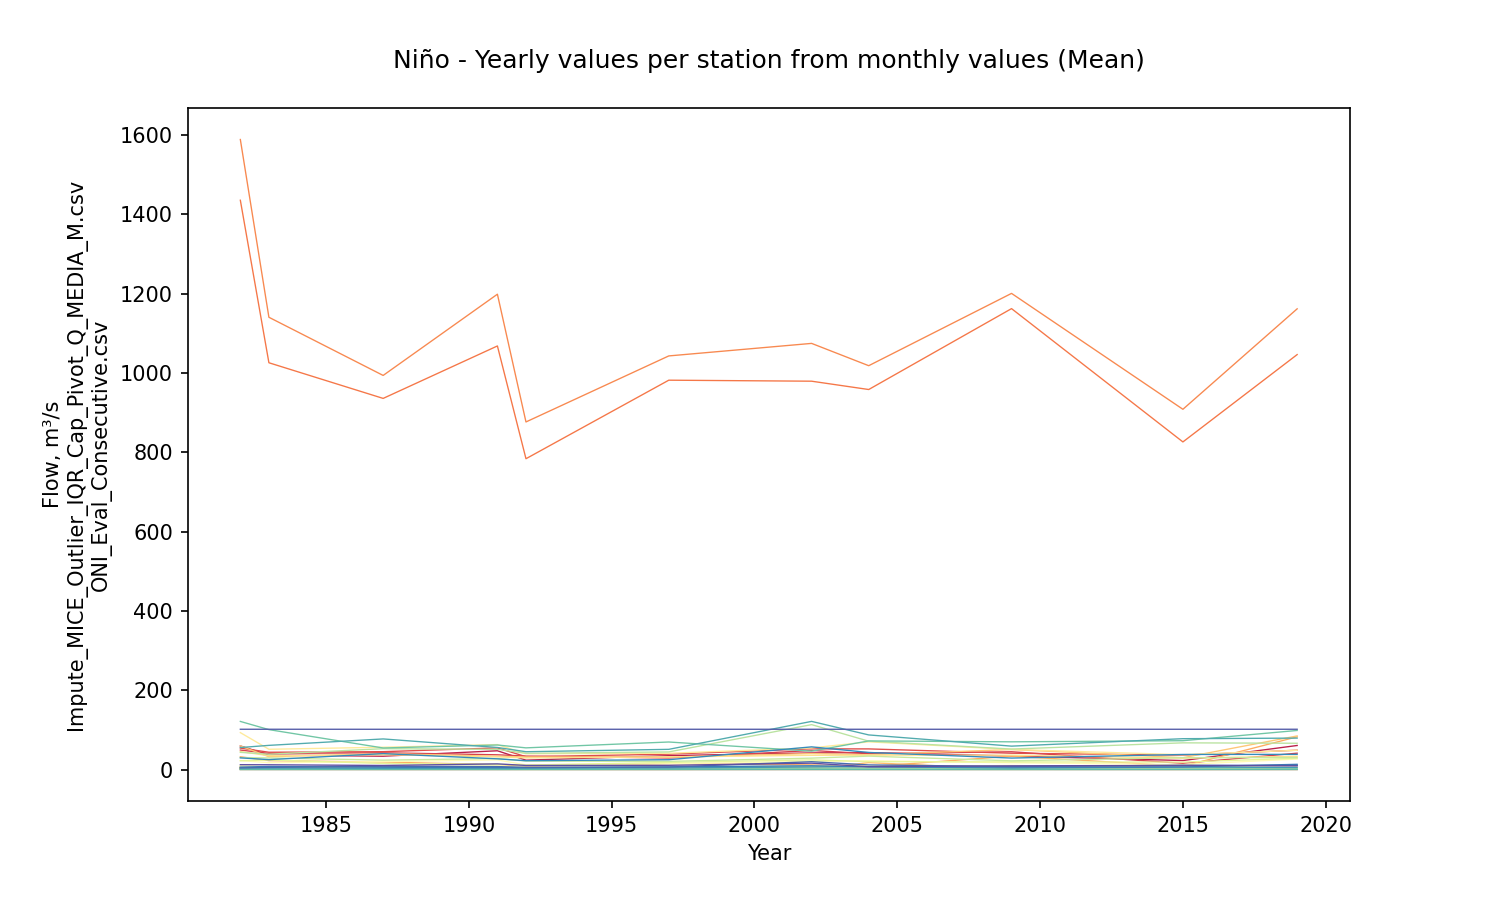 Niño - Yearly values per station from monthly values (Mean)
Flow, m³/s
Impute_MICE_Outlier_IQR_Cap_Pivot_Q_MEDIA_M.csv
ONI_Eval_Consecutive.csv
1600
1400
1200
1000
800
600
400
200
0
1985 1990 1995 2000 2005 2010 2015 2020
Year